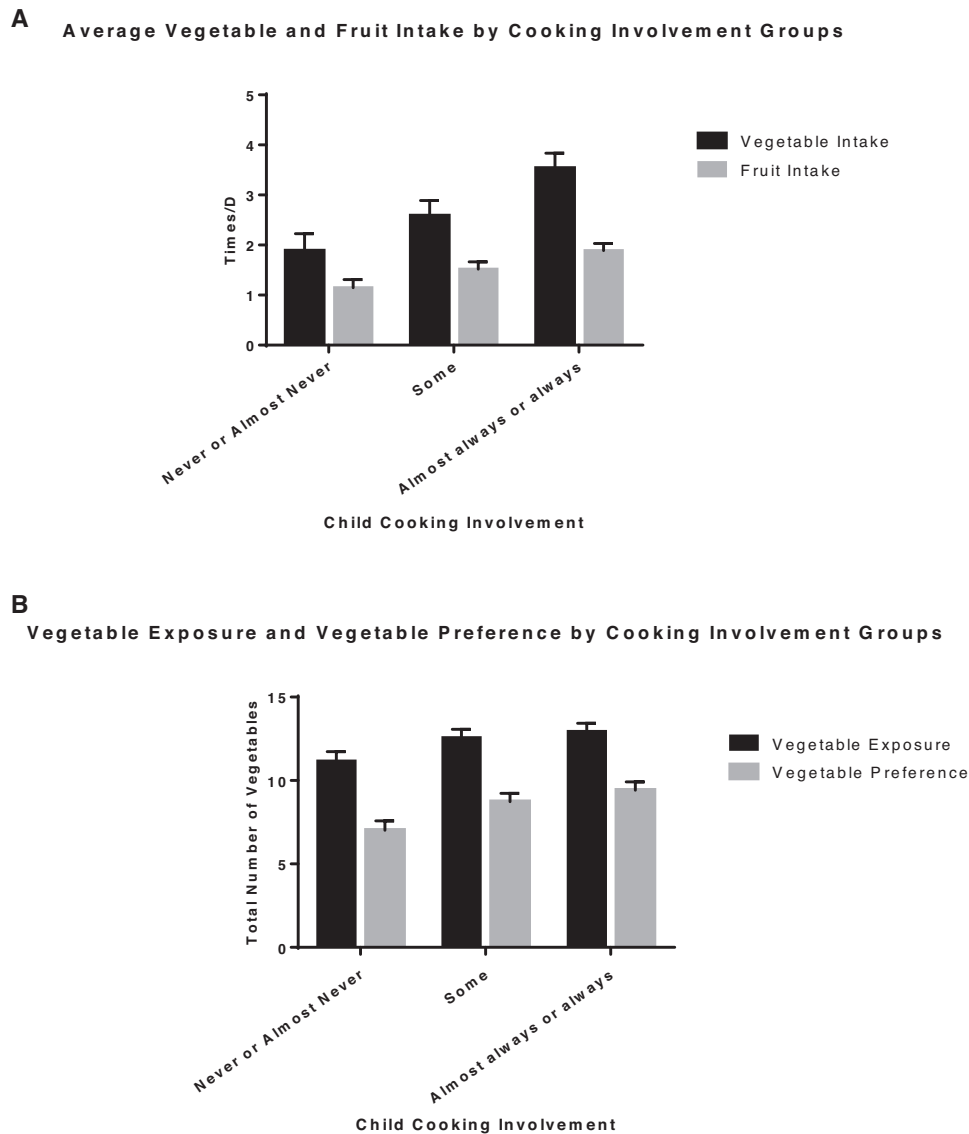 A
Average Vegetable and Fruit Intake by Cooking Involvement Groups
5
4
3
2
1
0
Times/D
Vegetable Intake
Fruit Intake
Never or Almost Never
Some
Almost always or always
Child Cooking Involvement
B
Vegetable Exposure and Vegetable Preference by Cooking Involvement Groups
15
10
5
0
Total Number of Vegetables
Vegetable Exposure
Vegetable Preference
Never or Almost Never
Some
Almost always or always
Child Cooking Involvement